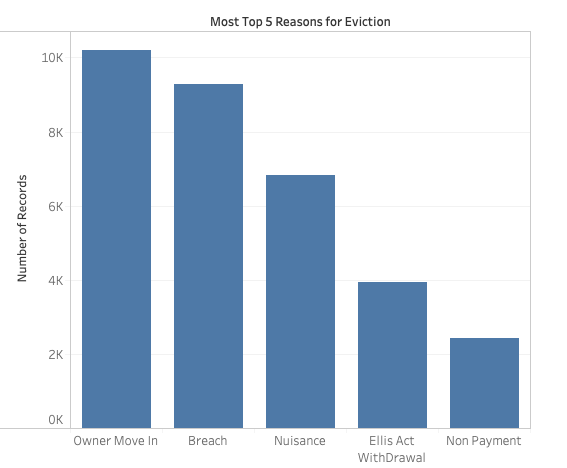 Most Top 5 Reasons for Eviction
10K
8K
6K
4K
2K
0K
Number of Records
Owner Move In
Breach
Nuisance
Ellis Act
WithDrawal
Non Payment